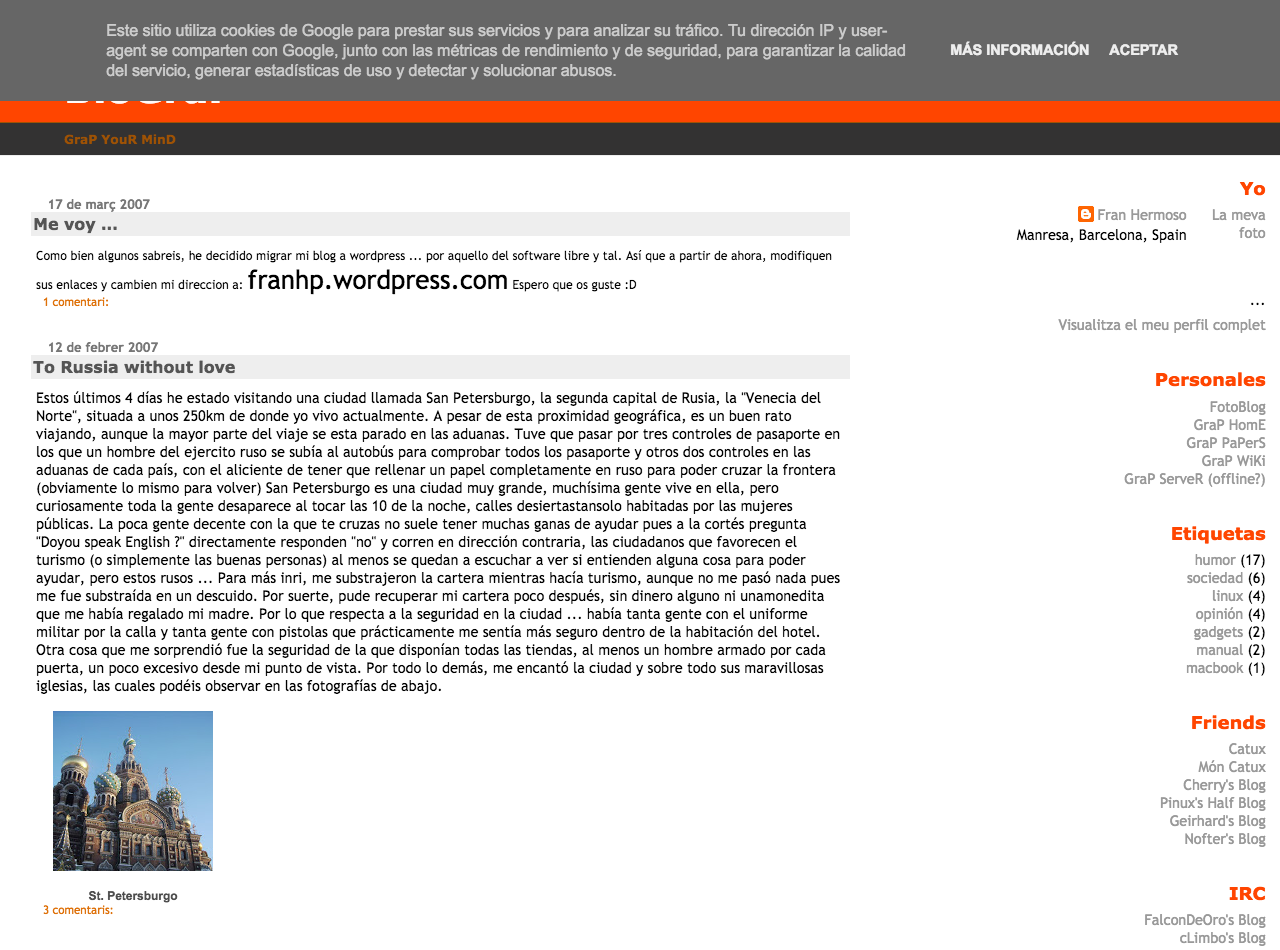 Este sitio utiliza cookies de Google para prestar sus servicios y para analizar su tráfico. Tu dirección IP y user-
agent se comparten con Google, junto con las métricas de rendimiento y de seguridad, para garantizar la calidad
del servicio, generar estadísticas de uso y detectar y solucionar abusos.
MÁS INFORMACIÓN ACEPTAR
GraP YouR MinD
17 de març 2007
Me voy ...
Como bien algunos sabreis, he decidido migrar mi blog a wordpress ... por aquello del software libre y tal. Así que a partir de ahora, modifiquen
sus enlaces y cambien mi direccion a: franhp.wordpress.com Espero que os guste :D
1 comentari:
12 de febrer 2007
To Russia without love
Estos últimos 4 días he estado visitando una ciudad llamada San Petersburgo, la segunda capital de Rusia, la "Venecia del
Norte", situada a unos 250km de donde yo vivo actualmente. A pesar de esta proximidad geográfica, es un buen rato
viajando, aunque la mayor parte del viaje se esta parado en las aduanas. Tuve que pasar por tres controles de pasaporte en
los que un hombre del ejercito ruso se subía al autobús para comprobar todos los pasaporte y otros dos controles en las
aduanas de cada país, con el aliciente de tener que rellenar un papel completamente en ruso para poder cruzar la frontera
(obviamente lo mismo para volver) San Petersburgo es una ciudad muy grande, muchísima gente vive en ella, pero
curiosamente toda la gente desaparece al tocar las 10 de la noche, calles desiertastansolo habitadas por las mujeres
públicas. La poca gente decente con la que te cruzas no suele tener muchas ganas de ayudar pues a la cortés pregunta
"Doyou speak English ?" directamente responden "no" y corren en dirección contraria, las ciudadanos que favorecen el
turismo (o simplemente las buenas personas) al menos se quedan a escuchar a ver si entienden alguna cosa para poder
ayudar, pero estos rusos ... Para más inri, me substrajeron la cartera mientras hacía turismo, aunque no me pasó nada pues
me fue substraída en un descuido. Por suerte, pude recuperar mi cartera poco después, sin dinero alguno ni unamonedita
que me había regalado mi madre. Por lo que respecta a la seguridad en la ciudad ... había tanta gente con el uniforme
militar por la calla y tanta gente con pistolas que prácticamente me sentía más seguro dentro de la habitación del hotel.
Otra cosa que me sorprendió fue la seguridad de la que disponían todas las tiendas, al menos un hombre armado por cada
puerta, un poco excesivo desde mi punto de vista. Por todo lo demás, me encantó la ciudad y sobre todo sus maravillosas
iglesias, las cuales podéis observar en las fotografías de abajo.
St. Petersburgo
3 comentaris:
Yo
Fran Hermoso
Manresa, Barcelona, Spain
La meva
foto
...
Visualitza el meu perfil complet
Personales
FotoBlog
GraP HomE
GraP PaPerS
GraP WiKi
GraP ServeR (offline?)
Etiquetas
humor (17)
sociedad (6)
linux (4)
opinión (4)
gadgets (2)
manual (2)
macbook (1)
Friends
Catux
Món Catux
Cherry's Blog
Pinux's Half Blog
Geirhard's Blog
Nofter's Blog
IRC
FalconDeOro's Blog
cLimbo's Blog